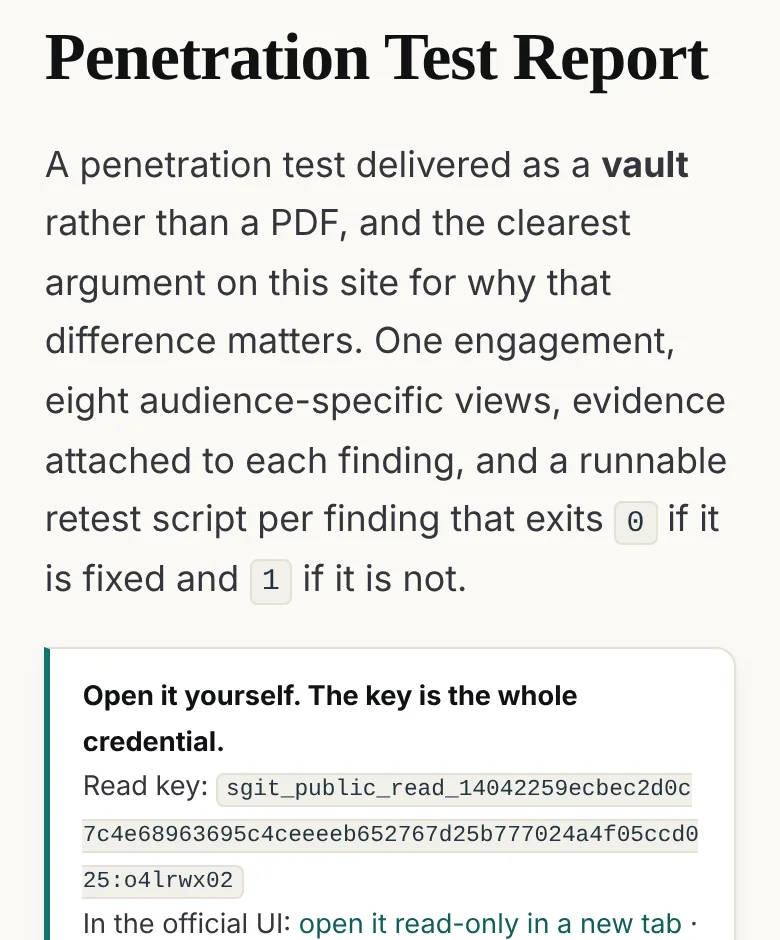 Penetration Test Report
A penetration test delivered as a vault
rather than a PDF, and the clearest
argument on this site for why that
difference matters. One engagement,
eight audience-specific views, evidence
attached to each finding, and a runnable
retest script per finding that exits 0 if it
is fixed and 1 if it is not.
Open it yourself. The key is the whole
credential.
Read key: sgit_public_read_14042259ecbec2d0c
7c4e68963695c4ceeeeb652767d25b777024a4f05ccd0
25:o4lrwx02
In the official UI: open it read-only in a new tab ·